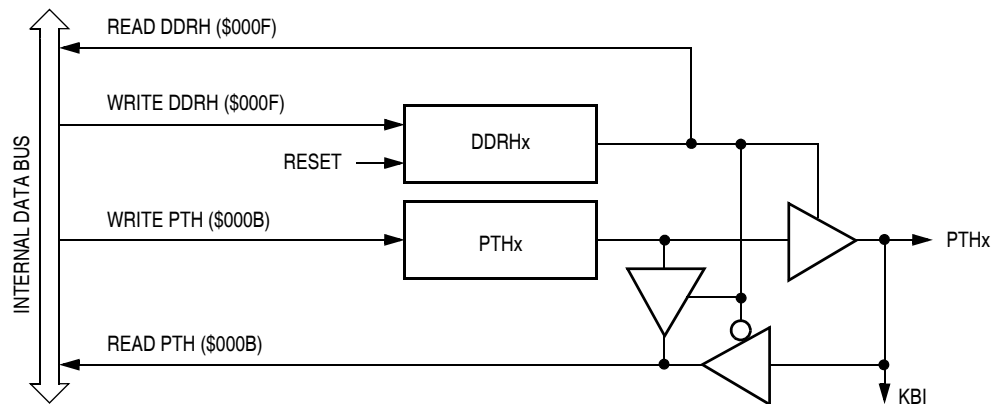 READ DDRH ($000F)
WRITE DDRH ($000F)
DDRHx
RESET
INTERNAL DATA BUS
WRITE PTH ($000B)
PTHx
PTHx
READ PTH ($000B)
KBI